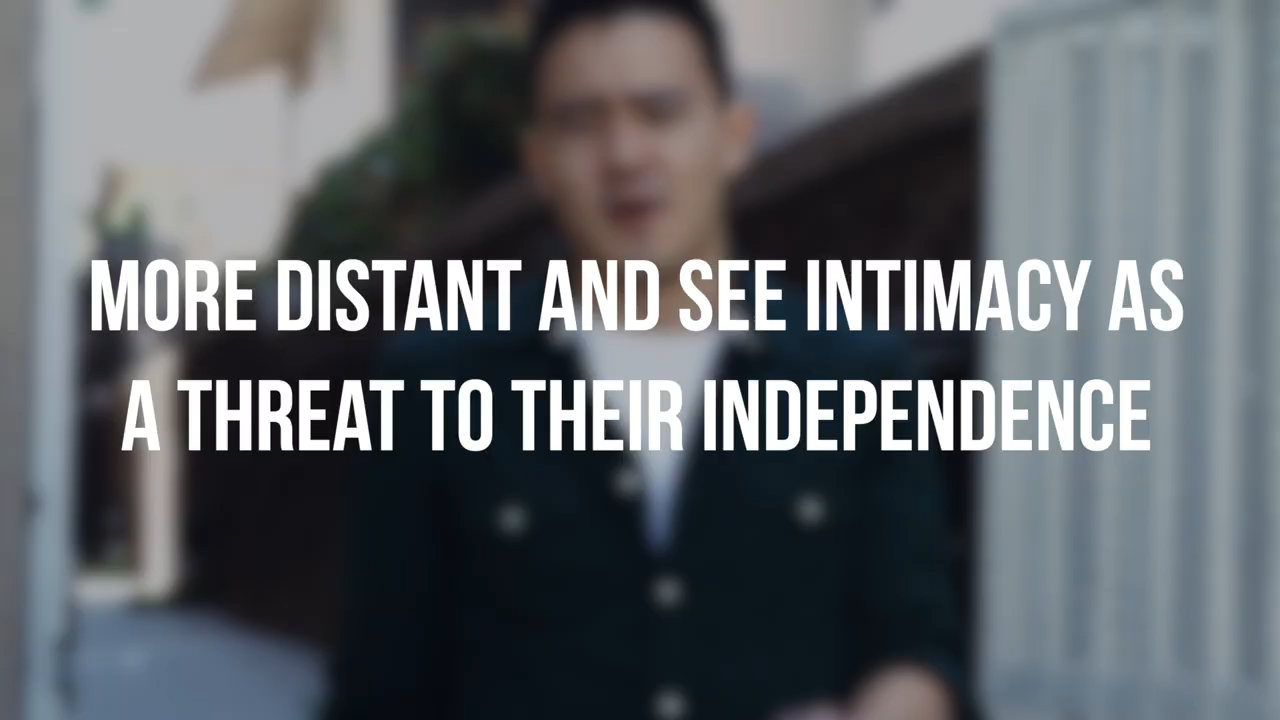 MORE DISTANT AND SEE INTIMACY AS
A THREAT TO THEIR INDEPENDENCE